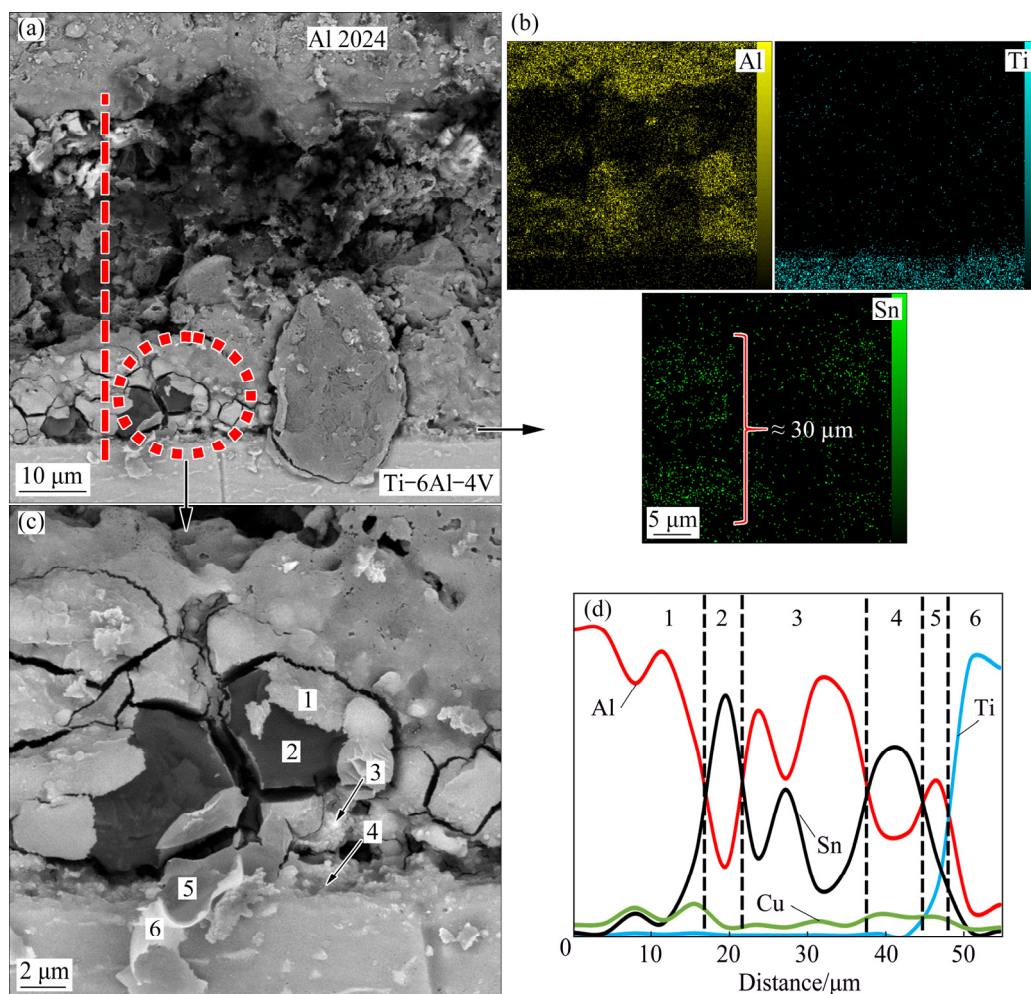 (a)
Al 2024
10 μm
Ti−6Al−4V
(b)
Al
Ti
Sn
≈ 30 μm
5 μm
(c)
1
2
3
4
5
6
2 μm
(d)
1 2 3 4 5 6
Al
Ti
Sn
Cu
0 10 20 30 40 50
Distance/μm